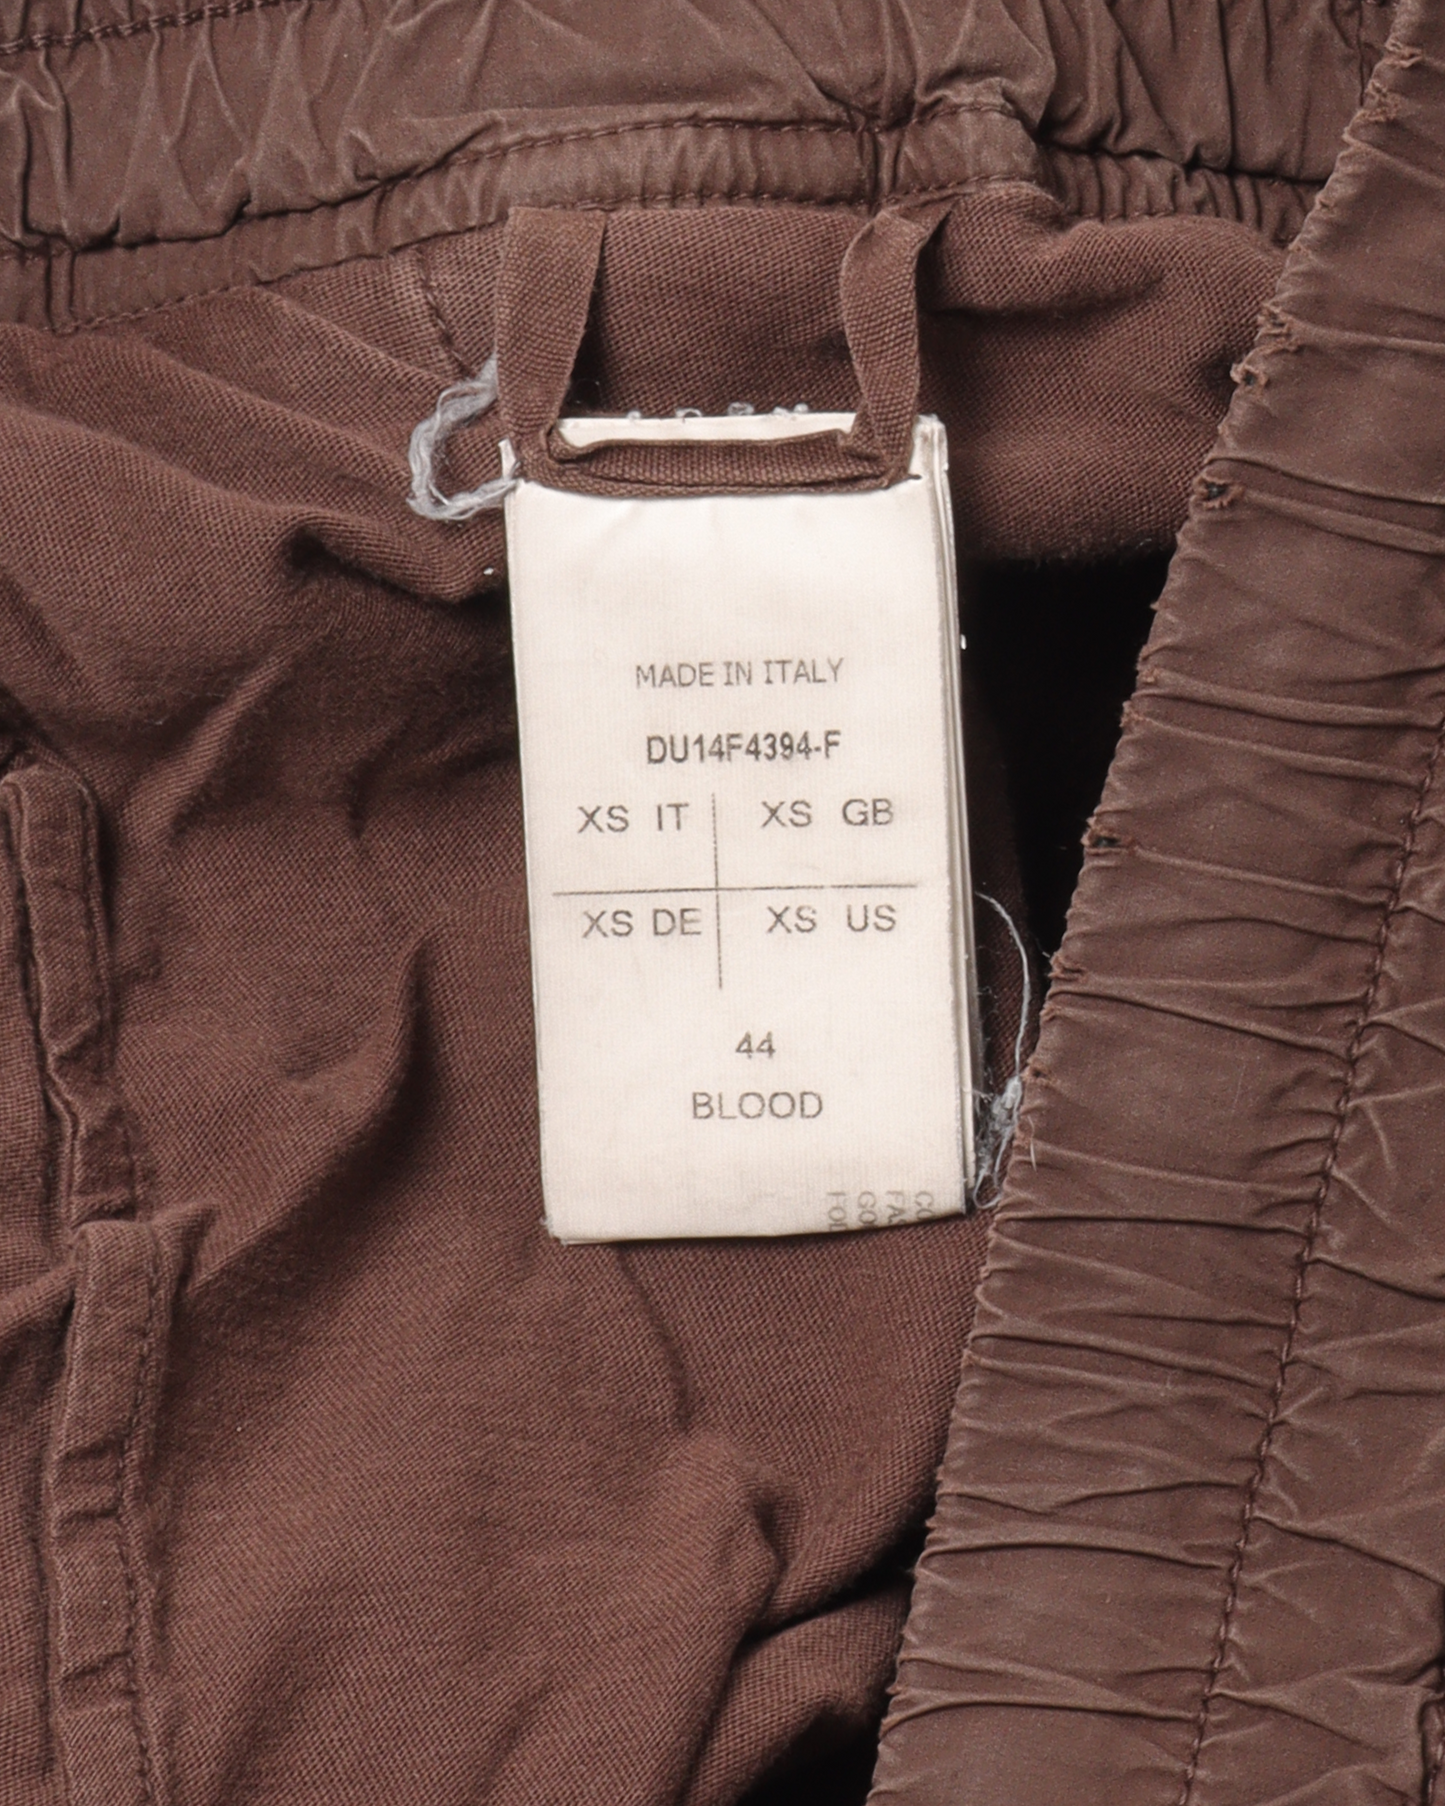 MADE IN ITALY
DU14F4394-F
XS IT XS GB
XS DE XS US
44
BLOOD